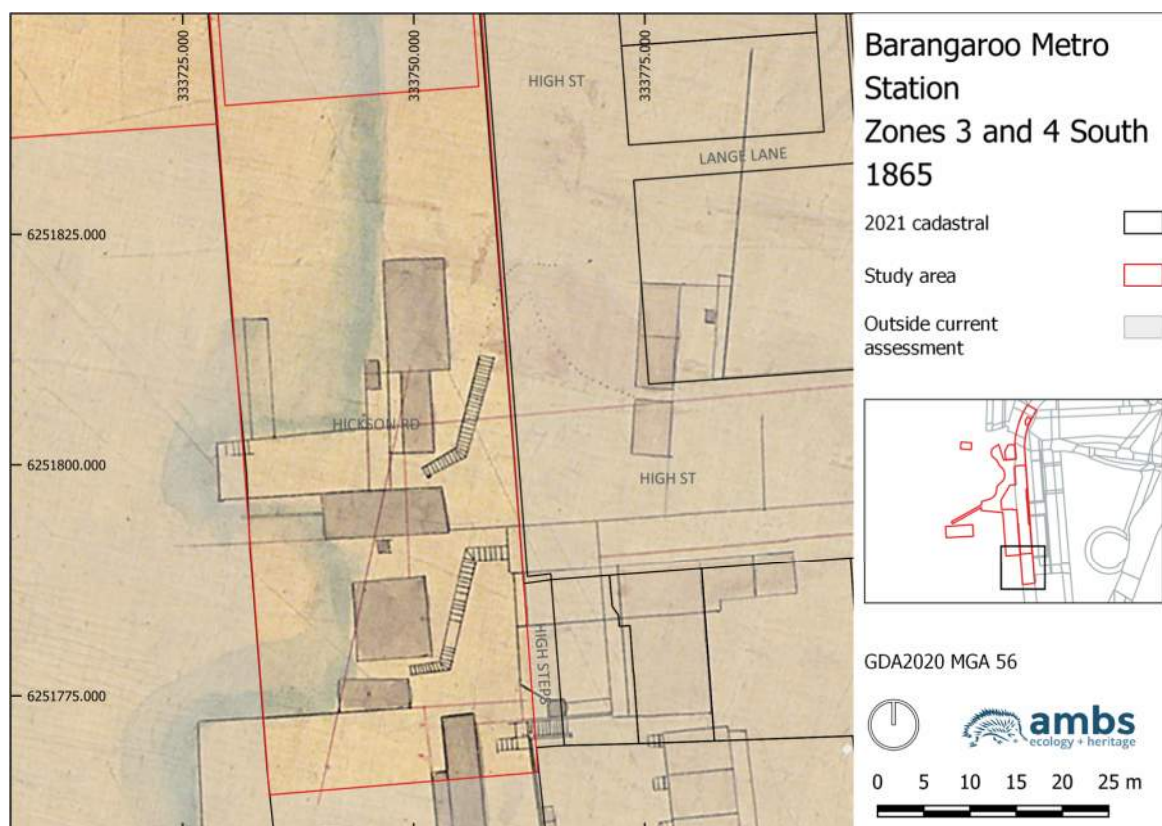 333725.000
333750.000
333775.000
HIGH ST
LANGE LANE
6251825.000
HICKSON RD
6251800.000
HIGH ST
HIGH STEPS
6251775.000
Barangaroo Metro
Station
Zones 3 and 4 South
1865
2021 cadastral
Study area
Outside current
assessment
GDA2020 MGA 56
ambs
ecology + heritage
0 5 10 15 20 25 m